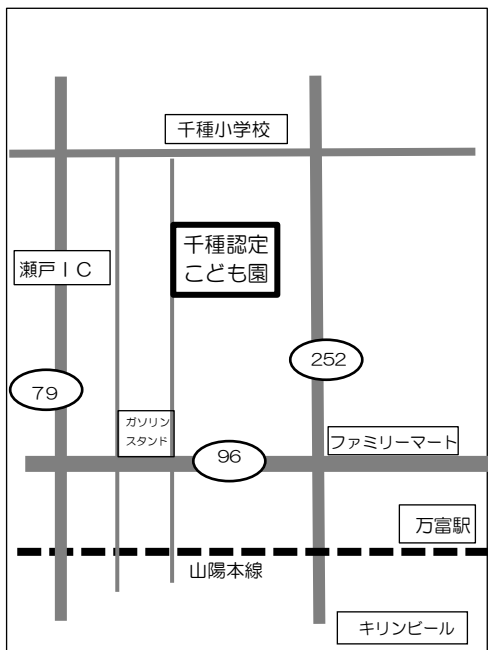 千種小学校
千種認定
こども園
瀬戸ＩＣ
252
79
ガソリン
スタンド
96
ファミリーマート
万富駅
山陽本線
キリンビール